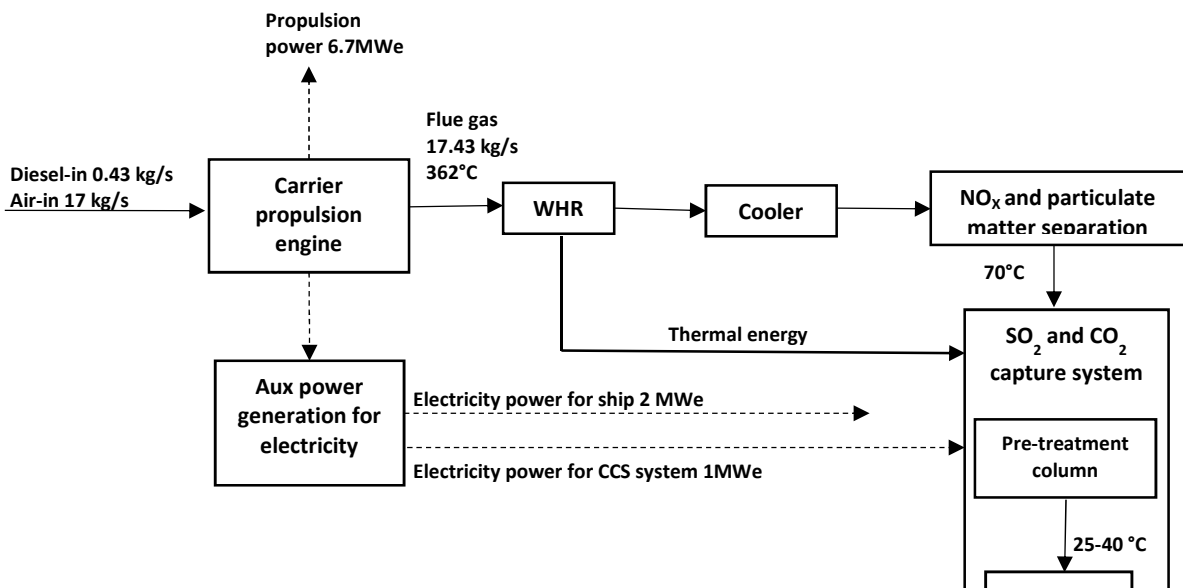 Propulsion
power 6.7MWe
Flue gas
17.43 kg/s
362°C
Diesel-in 0.43 kg/s
Air-in 17 kg/s
Carrier
propulsion
engine
WHR
Cooler
NOX and particulate
matter separation
70°C
Thermal energy
SO2 and CO2
capture system
Aux power
generation for
electricity
Electricity power for ship 2 MWe
Electricity power for CCS system 1MWe
Pre-treatment
column
25-40 °C